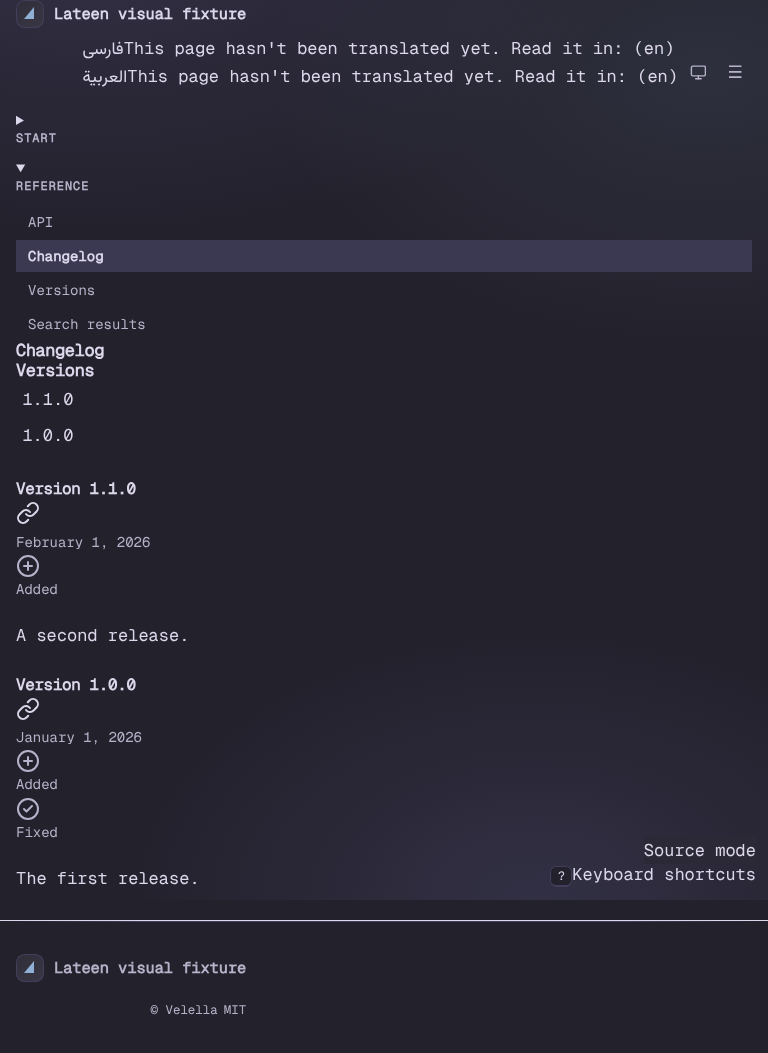 Lateen visual fixture
فارسیThis page hasn't been translated yet. Read it in: (en)
العربيةThis page hasn't been translated yet. Read it in: (en)
START
REFERENCE
API
Changelog
Versions
Search results
Changelog
Versions
1.1.0
1.0.0
Version 1.1.0
February 1, 2026
Added
A second release.
Version 1.0.0
January 1, 2026
Added
Fixed
Source mode
? Keyboard shortcuts
The first release.
Lateen visual fixture
© Velella MIT